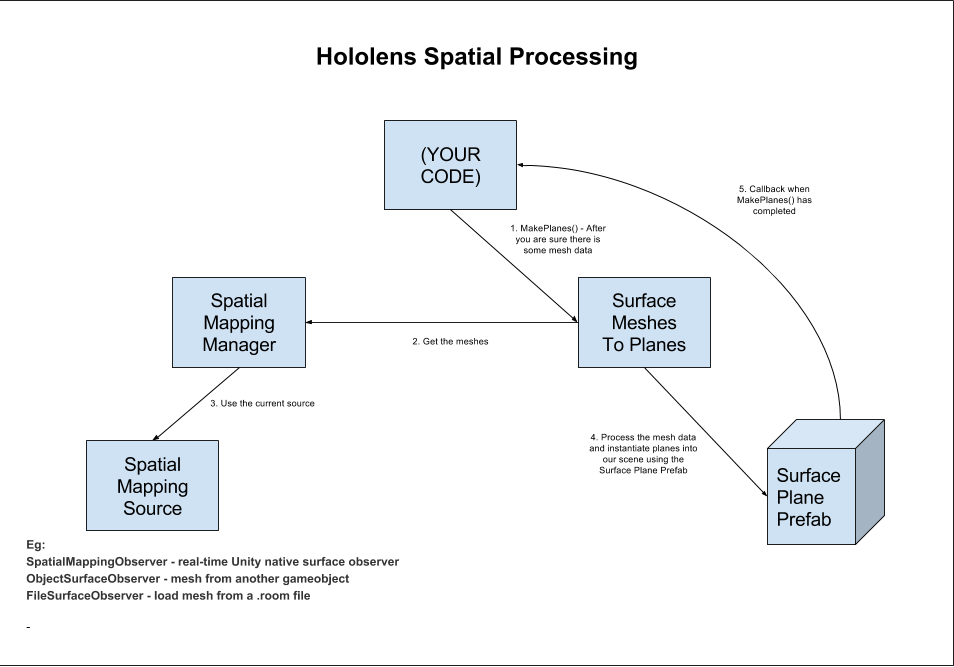 Hololens Spatial Processing
(YOUR
CODE)
5. Callback when
MakePlanes() has
completed
1. MakePlanes() - After
you are sure there is
some mesh data
Spatial
Mapping
Manager
Surface
Meshes
To Planes
2. Get the meshes
3. Use the current source
4. Process the mesh data
and instantiate planes into
our scene using the
Surface Plane Prefab
Spatial
Mapping
Source
Surface
Plane
Prefab
Eg:
SpatialMappingObserver - real-time Unity native surface observer
ObjectSurfaceObserver - mesh from another gameobject
FileSurfaceObserver - load mesh from a .room file
-